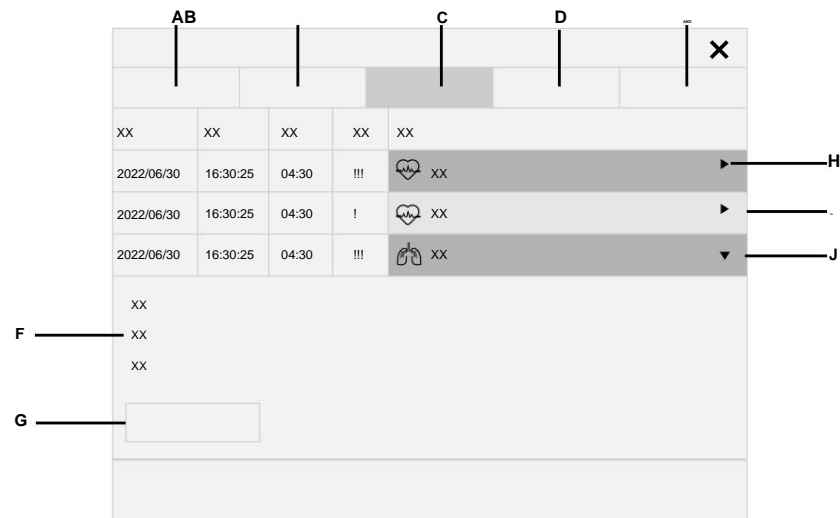 AB C D AND
XX XX XX XX XX
H
2022/06/30 16:30:25 04:30 !!! XX
2022/06/30 16:30:25 04:30 ! XX
2022/06/30 16:30:25 04:30 !!! XX J
XX
F XX
XX
G